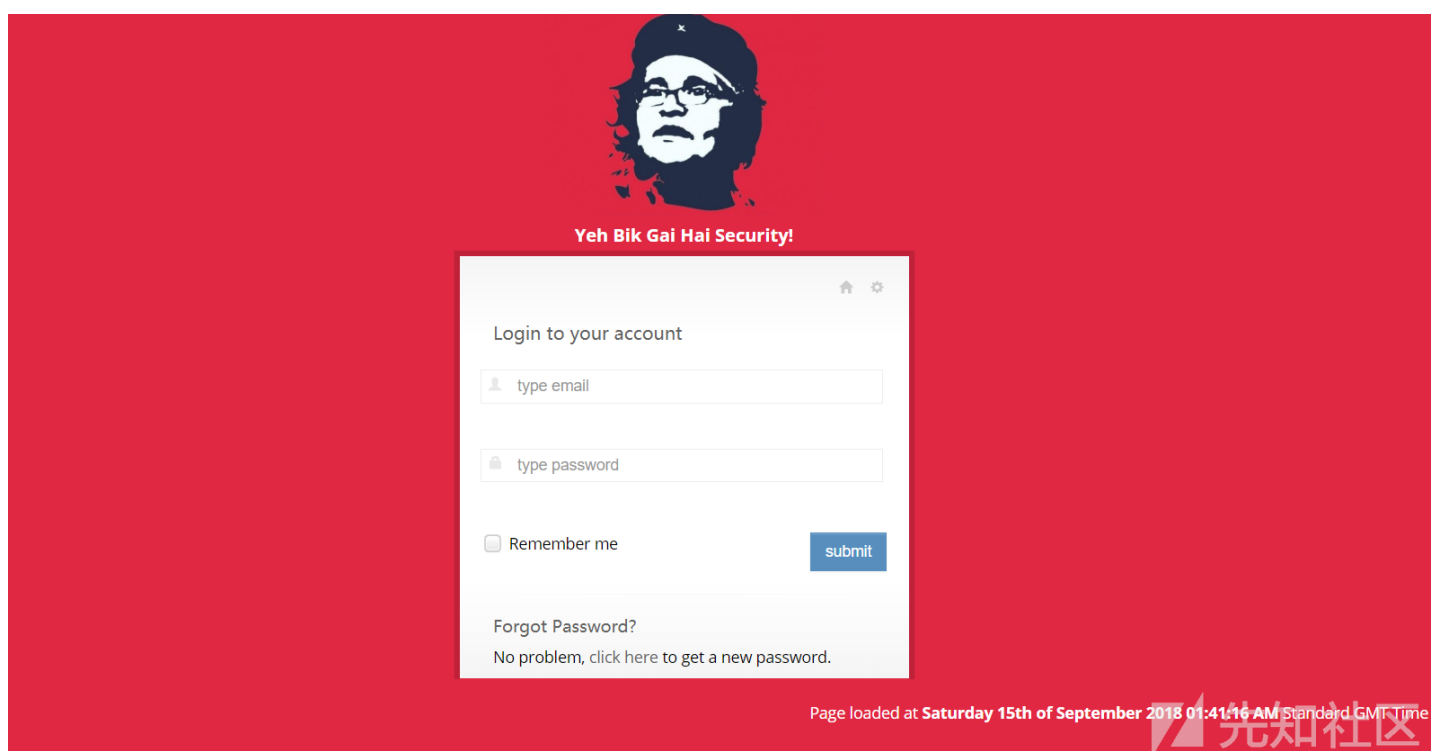 Yeh Bik Gai Hai Security!
Login to your account
type email
type password
Remember me
submit
Forgot Password?
No problem, click here to get a new password.
Page loaded at Saturday 15th of September 2018 01:41:16 AM Standard GMT Time
先知社区